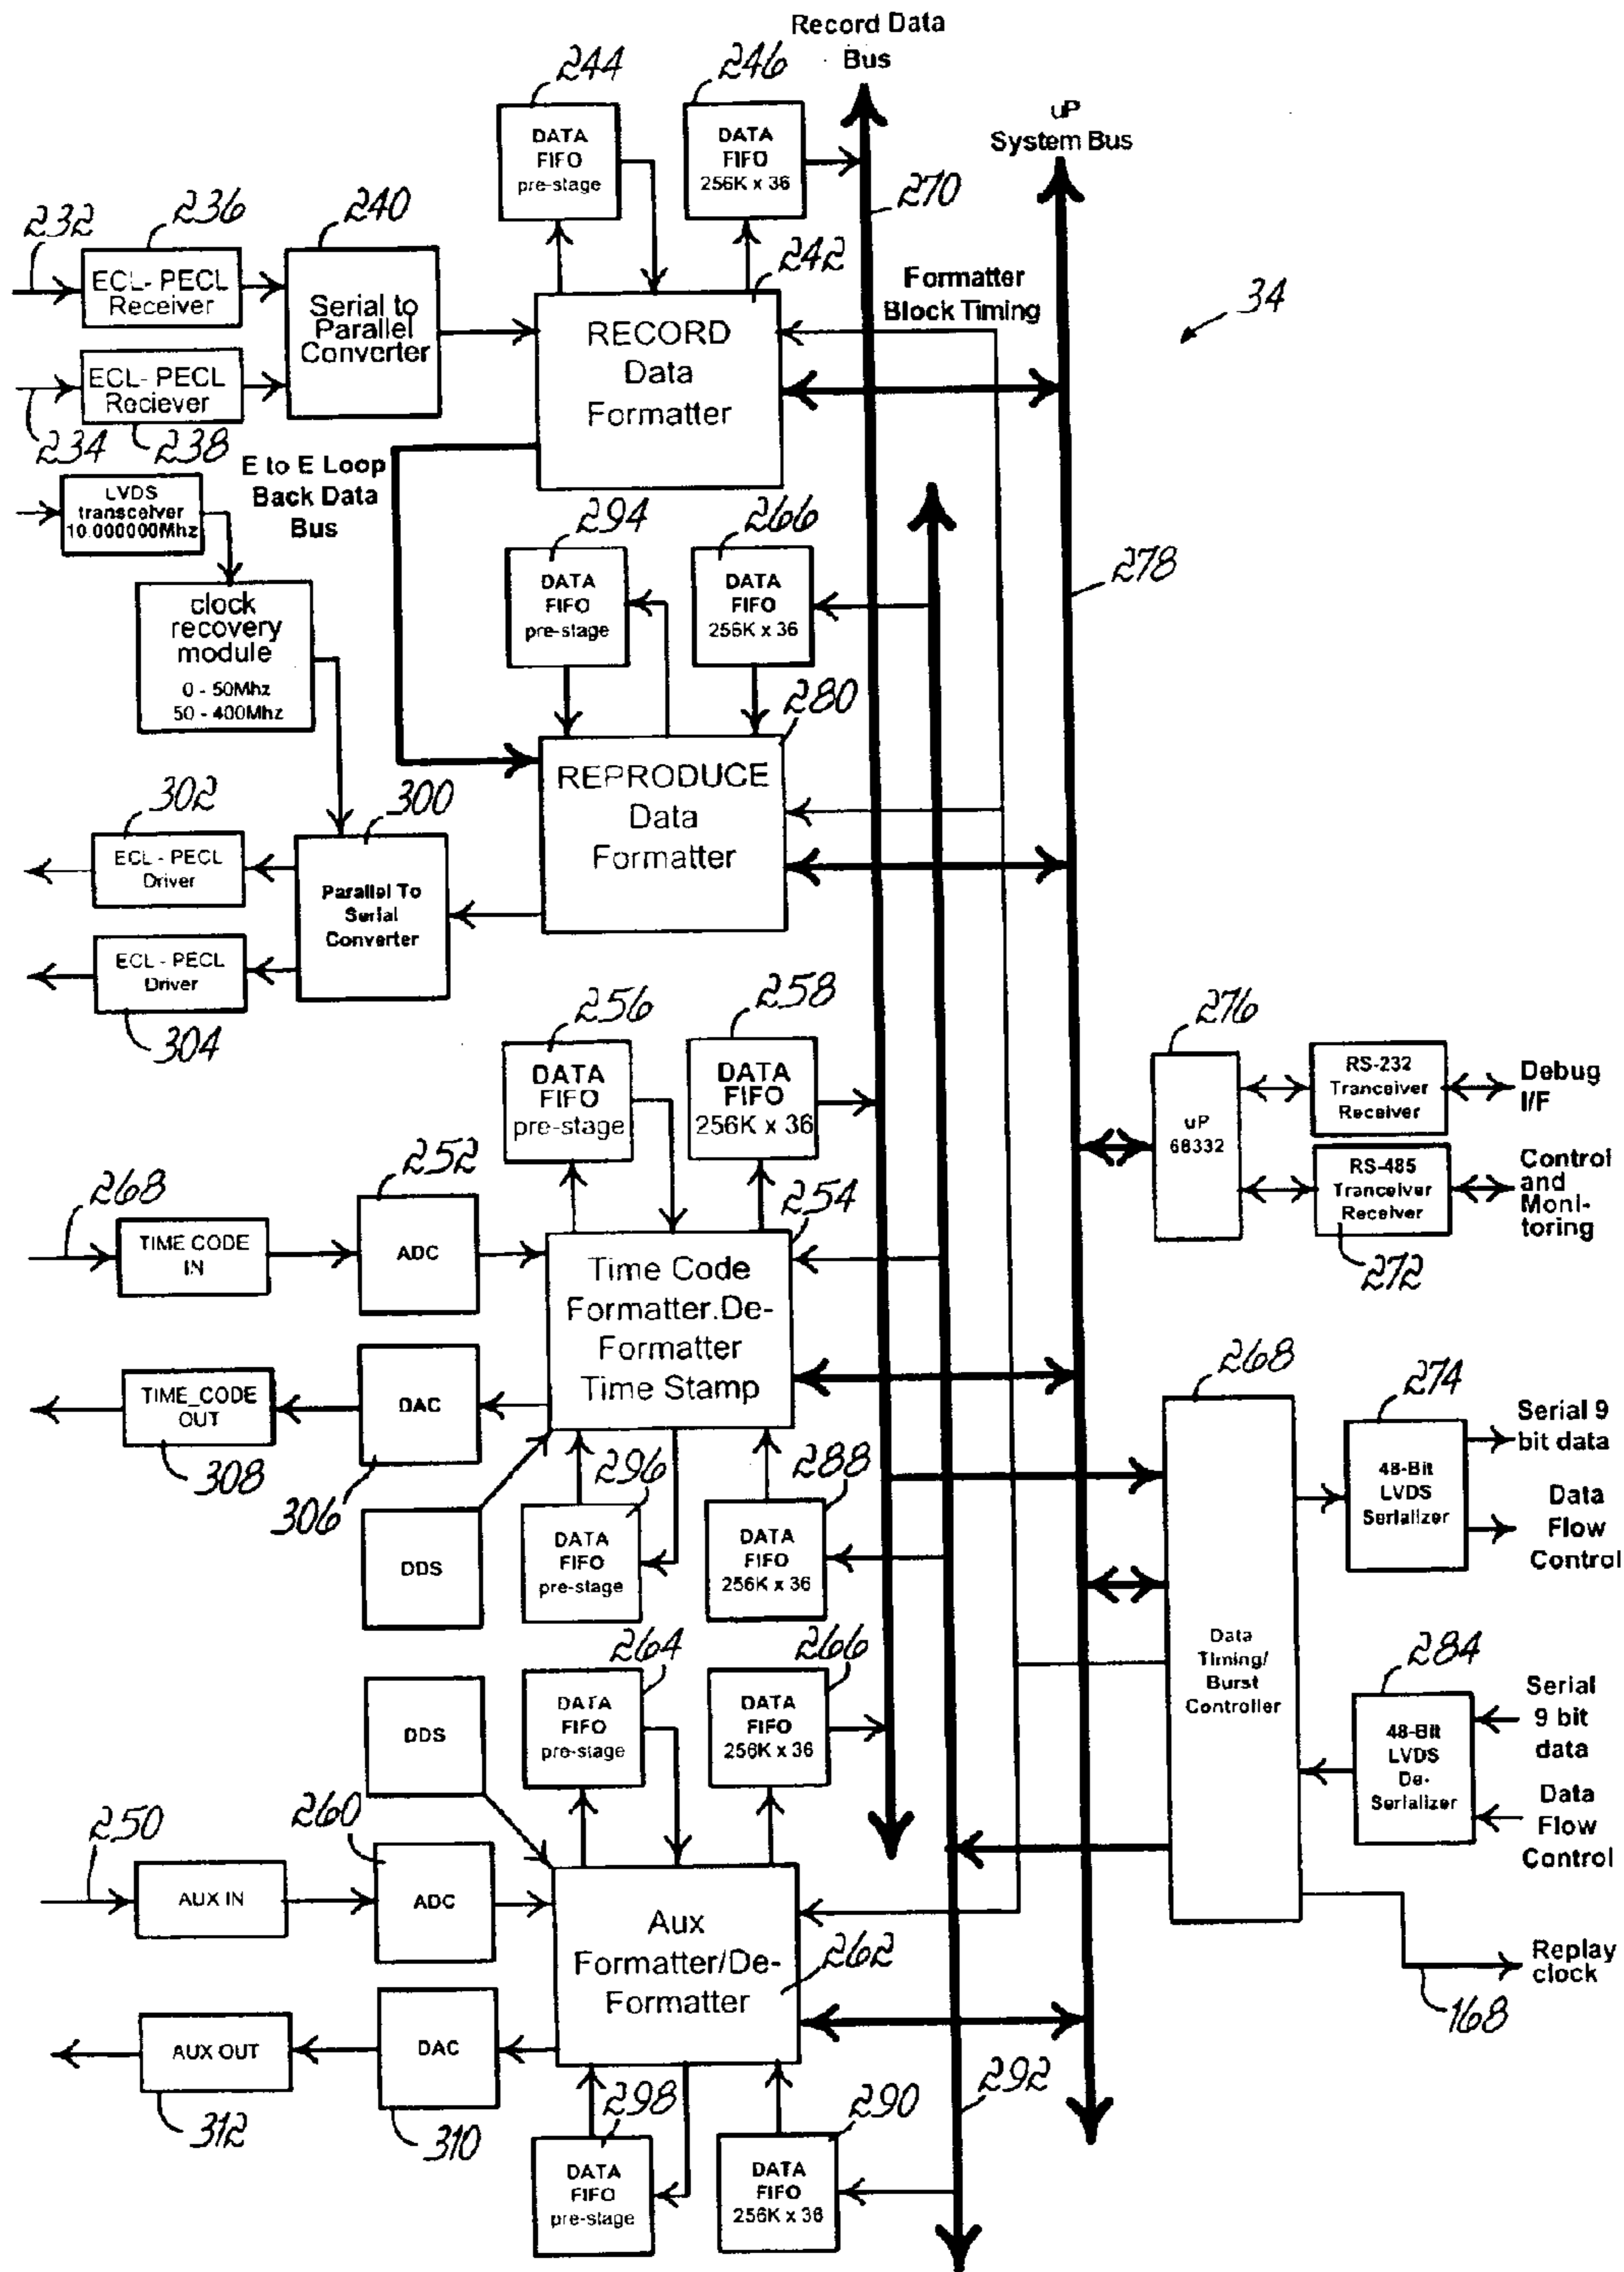 Record Data
Bus
244
246
uP
System Bus
DATA
FIFO
pre-stage
DATA
FIFO
256K x 36
270
232
236
240
242
ECL- PECL
Receiver
Serial to
Parallel
Converter
RECORD
Data
Formatter
Formatter
Block Timing
34
ECL- PECL
Reciever
234
238
E to E Loop
Back Data
Bus
LVDS
transceiver
10.000000Mhz
294
266
278
DATA
FIFO
pre-stage
DATA
FIFO
256K x 36
clock
recovery
module
0 - 50Mhz
50 - 400Mhz
280
REPRODUCE
Data
Formatter
302
300
ECL - PECL
Driver
Parallel To
Serial
Converter
ECL - PECL
Driver
304
256
258
276
DATA
FIFO
pre-stage
DATA
FIFO
256K x 36
uP
68332
RS-232
Tranceiver
Receiver
Debug
I/F
RS-485
Tranceiver
Receiver
Control
and
Moni-
toring
272
268
252
254
TIME CODE
IN
ADC
Time Code
Formatter.De-
Formatter
Time Stamp
TIME_CODE
OUT
DAC
308
306
296
288
268
274
Serial 9
bit data
48-Bit
LVDS
Serializer
Data
Flow
Control
DDS
DATA
FIFO
pre-stage
DATA
FIFO
256K x 36
Data
Timing/
Burst
Controller
264
266
284
DDS
DATA
FIFO
pre-stage
DATA
FIFO
256K x 36
Serial
9 bit
data
48-Bit
LVDS
De-
Serializer
Data
Flow
Control
250
260
AUX IN
ADC
Aux
Formatter/De-
Formatter
262
Replay
clock
168
AUX OUT
DAC
312
310
298
290
292
DATA
FIFO
pre-stage
DATA
FIFO
256K x 36